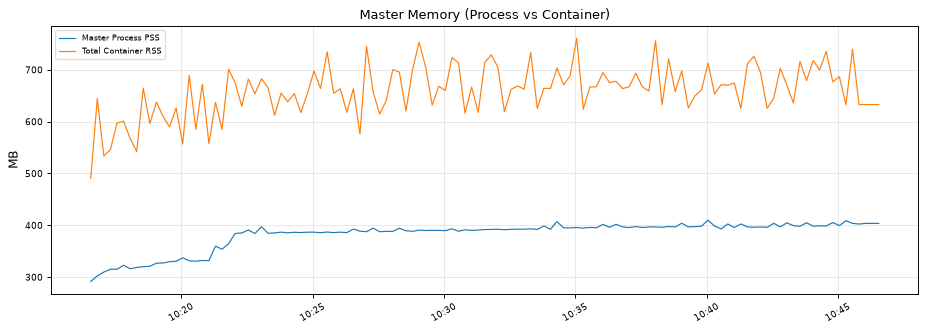 Master Memory (Process vs Container)
Master Process PSS
Total Container RSS
MB
700
600
500
400
300
10:20
10:25
10:30
10:35
10:40
10:45